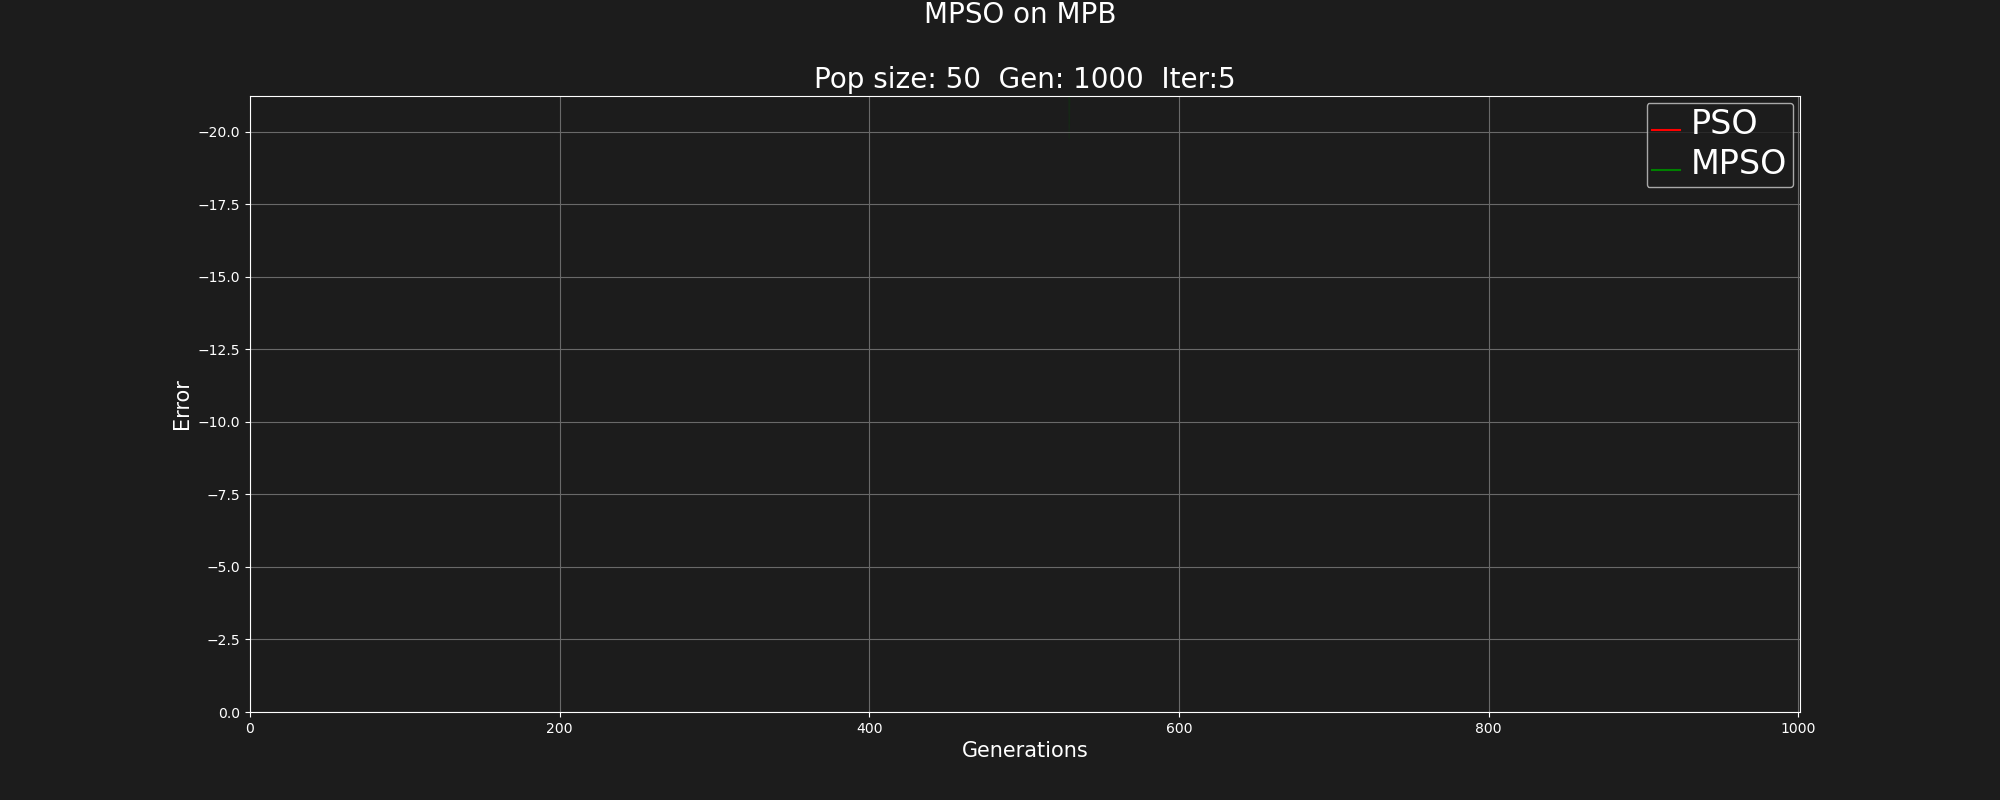 MPSO on MPB
Pop size: 50  Gen: 1000  Iter:5
PSO
MPSO
Error
−20.0
−17.5
−15.0
−12.5
−10.0
−7.5
−5.0
−2.5
0.0
0 200 400 600 800 1000
Generations